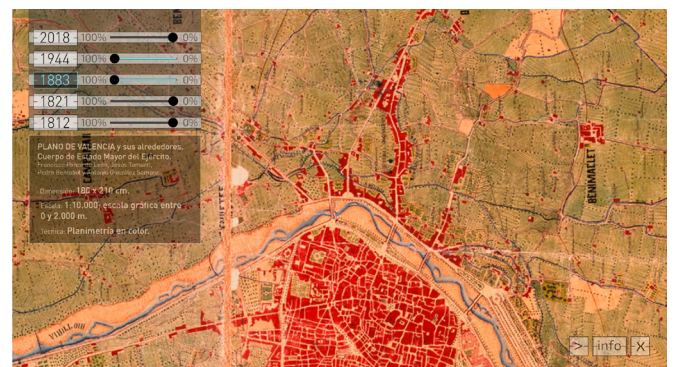 2018 100% 0%
1944 100% 0%
1883 100% 0%
1821 100% 0%
1812 100% 0%
PLANO DE VALENCIA y sus alrededores.
Cuerpo de Estado Mayor del Ejército.
Dimensión: 180 x 210 cm.
Escala: 1:10.000; escala gráfica entre
0 y 2.000 m.
Técnica: Planimetría en color.
BENIMACLET
> info X